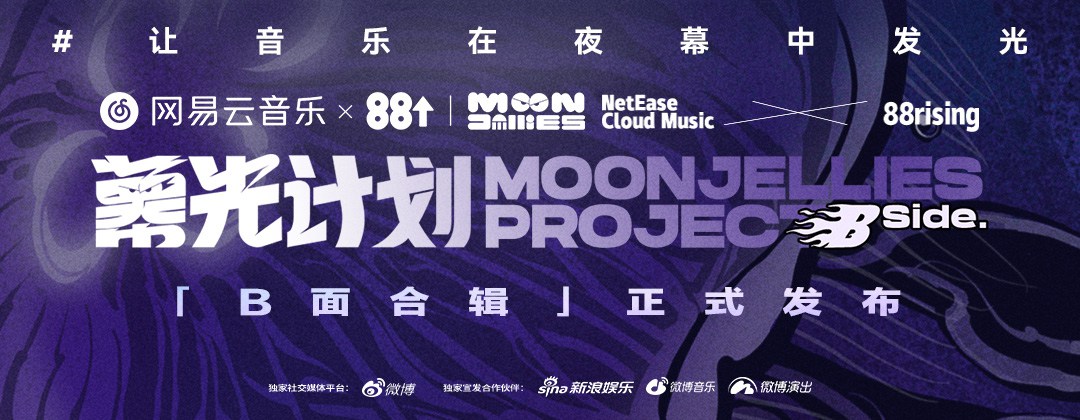 #让音乐在夜幕中发光
网易云音乐 × 88↑ | MOON JELLIES NetEase Cloud Music × 88rising
幕光计划 MOONJELLIES PROJECT B Side.
「B面合辑」正式发布
独家社交媒体平台: 微博 独家宣发合作伙伴: sina新浪娱乐 微博音乐 微博演出